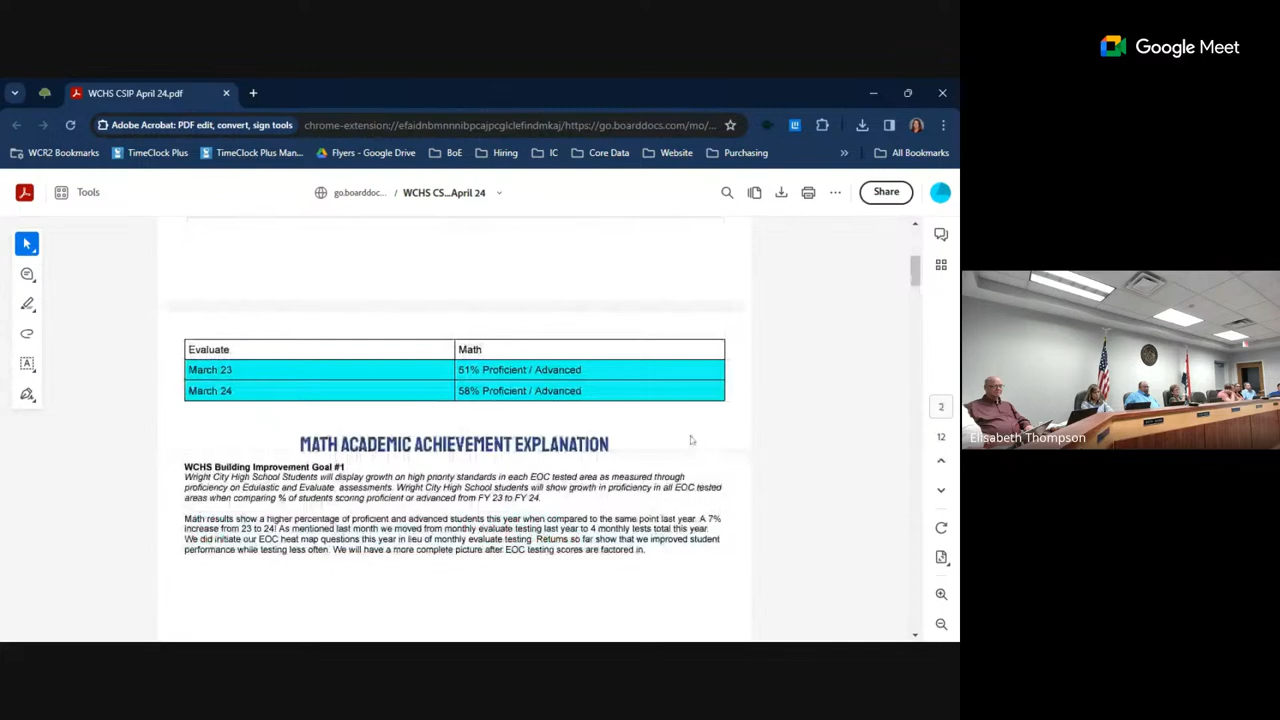 Google Meet
WCHS CSIP April 24.pdf
Adobe Acrobat: PDF edit, convert, sign tools
chrome-extension://efaidnbmnnnibpcajpcglclefindmkaj/https://go.boarddocs.com/mo/...
WCR2 Bookmarks
TimeClock Plus
TimeClock Plus Man...
Flyers - Google Drive
BoE
Hiring
IC
Core Data
Website
Purchasing
All Bookmarks
Tools
go.boarddoc... / WCHS CS...April 24
Share
Evaluate Math
March 23 51% Proficient / Advanced
March 24 58% Proficient / Advanced
2
12
MATH ACADEMIC ACHIEVEMENT EXPLANATION
WCHS Building Improvement Goal #1
Wright City High School Students will display growth on high priority standards in each EOC tested area as measured through
proficiency on Edulastic and Evaluate assessments. Wright City High School students will show growth in proficiency in all EOC tested
areas when comparing % of students scoring proficient or advanced from FY 23 to FY 24.
Math results show a higher percentage of proficient and advanced students this year when compared to the same point last year. A 7%
increase from 23 to 24! As mentioned last month we moved from monthly evaluate testing last year to 4 monthly tests total this year.
We did initiate our EOC heat map questions this year in lieu of monthly evaluate testing. Returns so far show that we improved student
performance while testing less often. We will have a more complete picture after EOC testing scores are factored in.
Elisabeth Thompson